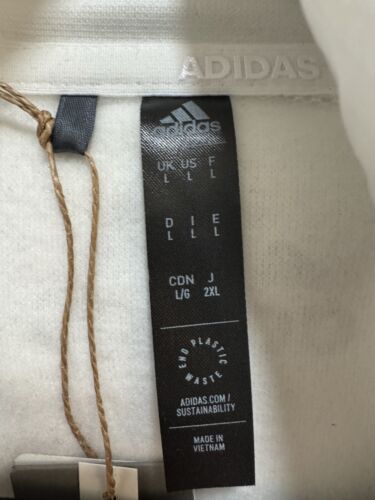 ADIDAS
adidas
UK US F
L L L
D I E
L L L
CDN J
L/G 2XL
END PLASTIC WASTE
ADIDAS.COM/
SUSTAINABILITY
MADE IN
VIETNAM